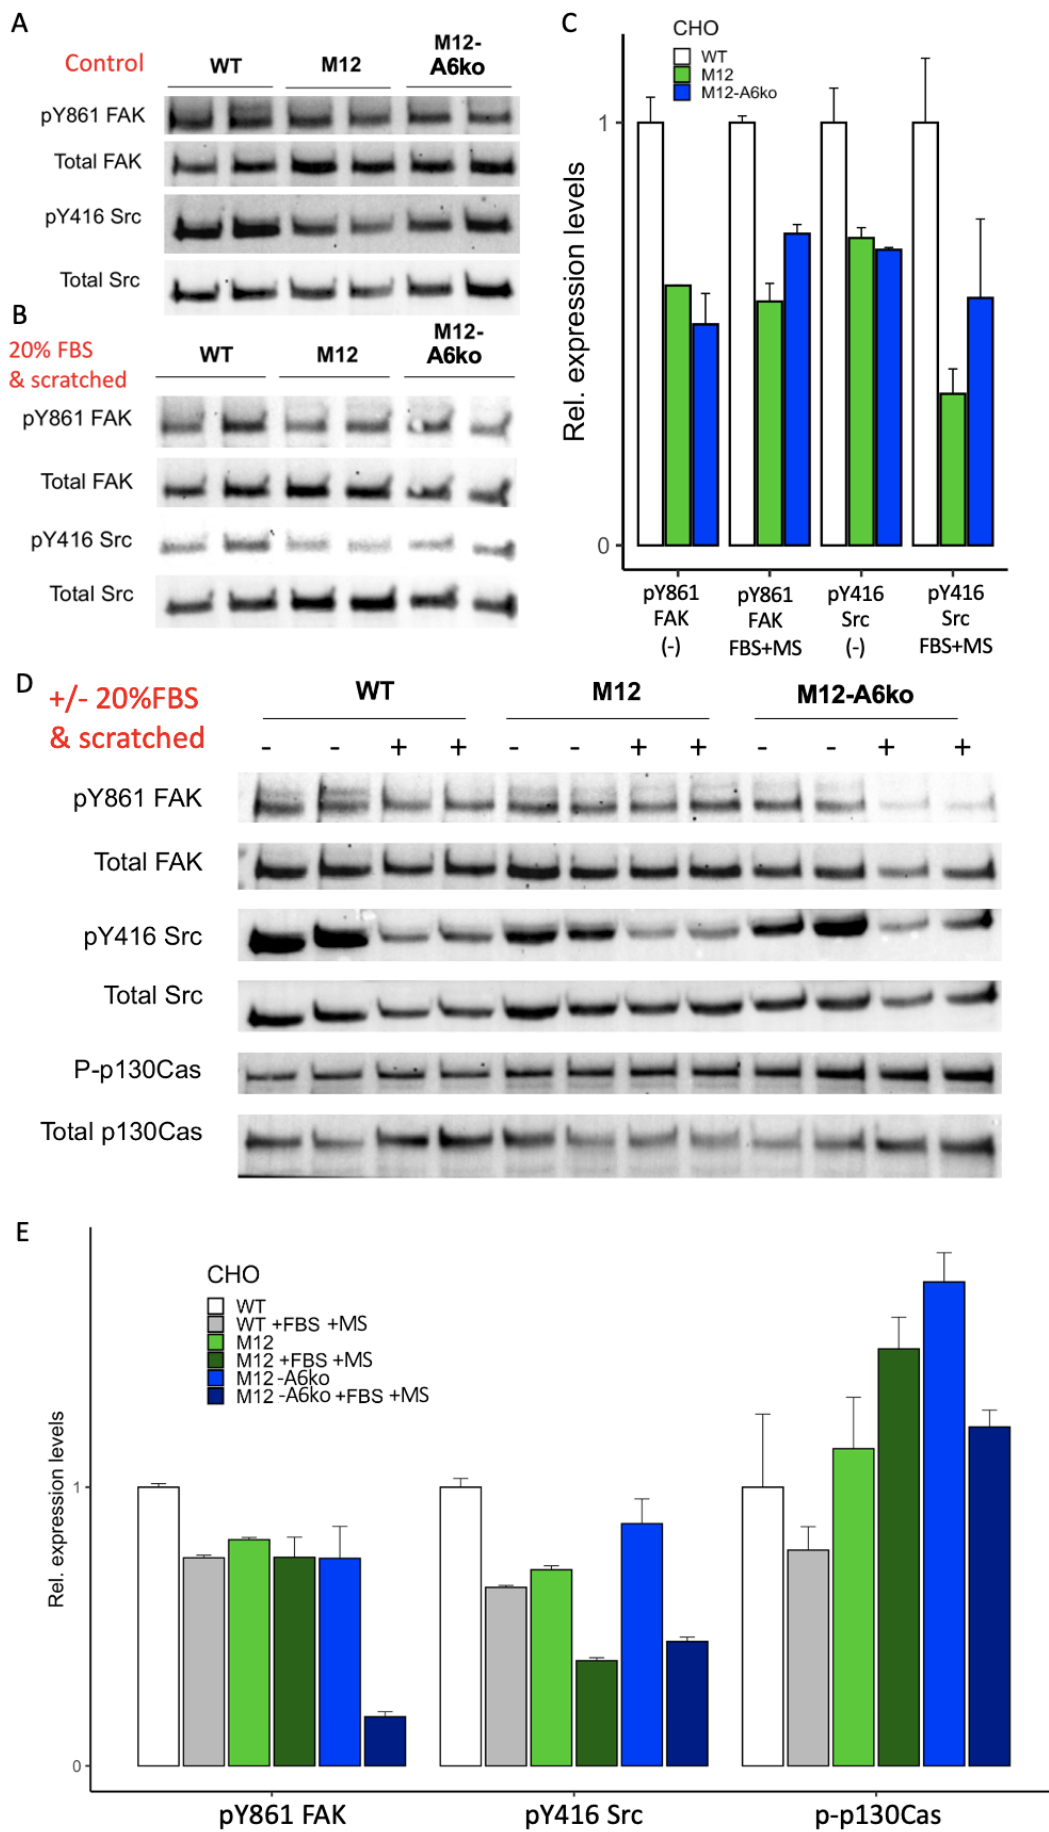 A
Control
WT
M12
M12-
A6ko
pY861 FAK
Total FAK
pY416 Src
Total Src
B
20% FBS
& scratched
WT
M12
M12-
A6ko
pY861 FAK
Total FAK
pY416 Src
Total Src
C
CHO
WT
M12
M12-A6ko
Rel. expression levels
1
0
pY861
FAK
(-)
pY861
FAK
FBS+MS
pY416
Src
(-)
pY416
Src
FBS+MS
D
+/- 20%FBS
& scratched
WT
M12
M12-A6ko
- - + + - - + + - - + +
pY861 FAK
Total FAK
pY416 Src
Total Src
P-p130Cas
Total p130Cas
E
CHO
WT
WT +FBS +MS
M12
M12 +FBS +MS
M12 -A6ko
M12 -A6ko +FBS +MS
Rel. expression levels
1
0
pY861 FAK
pY416 Src
p-p130Cas